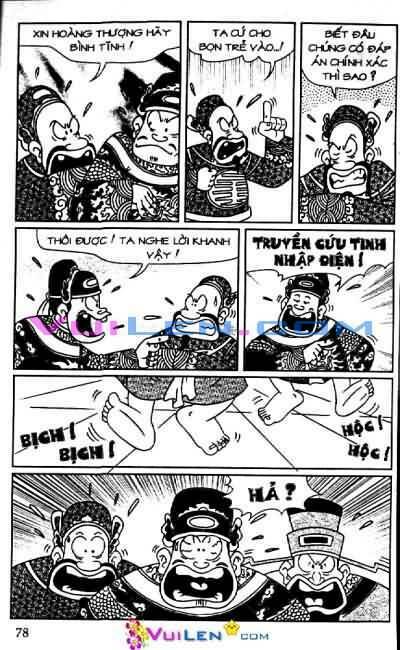 XIN HOÀNG THƯỢNG HÃY
BÌNH TĨNH !
TA CỨ CHO
BỌN TRẺ VÀO...!
BIẾT ĐÂU
CHÚNG CÓ ĐÁP
ÁN CHÍNH XÁC
THÌ SAO ?
THÔI ĐƯỢC ! TA NGHE LỜI KHANH
VẬY !
TRUYỀN CỨU TINH
NHẬP ĐIỆN !
VUILEN.COM
BỊCH !
BỊCH !
HỘC !
HỘC !
HẢ ?
78
VUILEN.COM